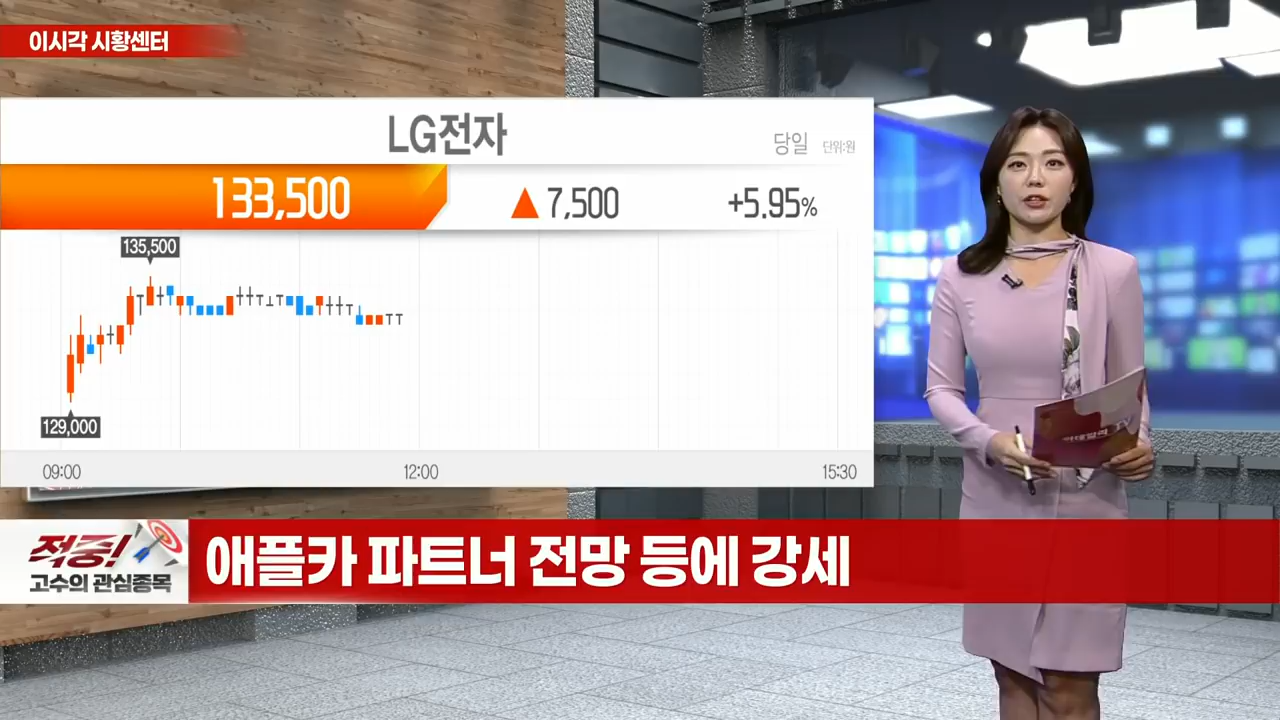 이시각 시황센터
LG전자
당일 단위:원
133,500 ▲ 7,500 +5.95%
135,500
129,000
09:00 12:00 15:30
적중!
고수의 관심종목
애플카 파트너 전망 등에 강세